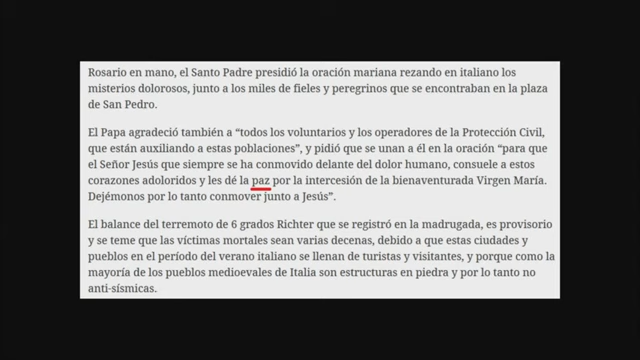 Rosario en mano, el Santo Padre presidió la oración mariana rezando en italiano los
misterios dolorosos, junto a los miles de fieles y peregrinos que se encontraban en la plaza
de San Pedro.
El Papa agradeció también a “todos los voluntarios y los operadores de la Protección Civil,
que están auxiliando a estas poblaciones”, y pidió que se unan a él en la oración “para que
el Señor Jesús que siempre se ha conmovido delante del dolor humano, consuele a estos
corazones adoloridos y les dé la paz por la intercesión de la bienaventurada Virgen María.
Dejémonos por lo tanto conmover junto a Jesús”.
El balance del terremoto de 6 grados Richter que se registró en la madrugada, es provisorio
y se teme que las víctimas mortales sean varias decenas, debido a que estas ciudades y
pueblos en el período del verano italiano se llenan de turistas y visitantes, y porque como la
mayoría de los pueblos medioevales de Italia son estructuras en piedra y por lo tanto no
anti-sísmicas.